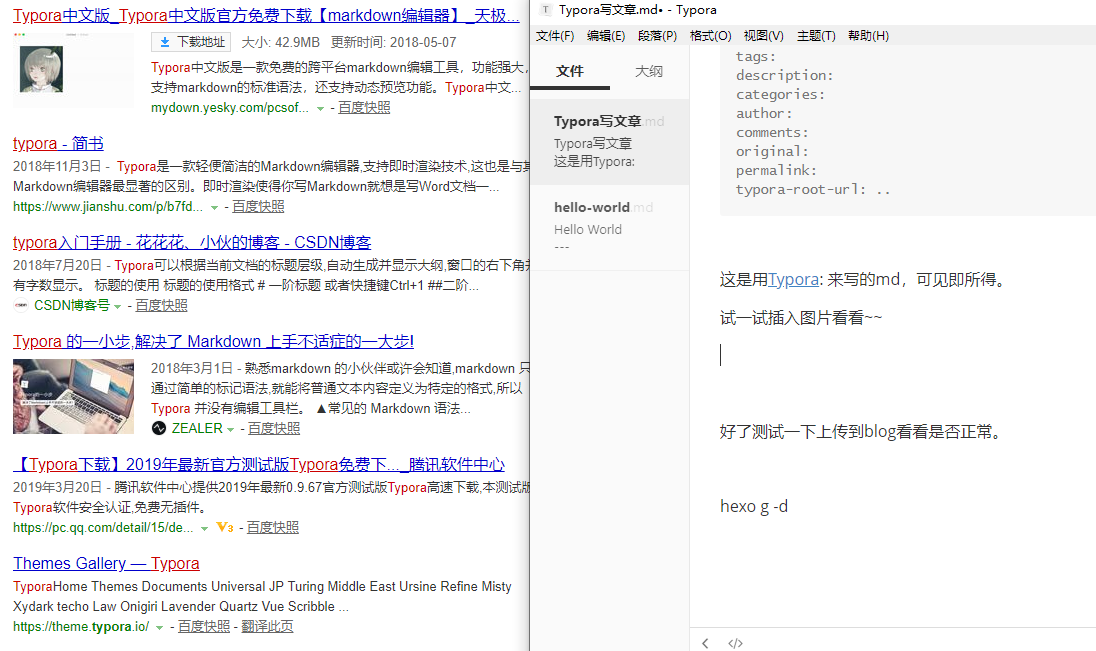 Typora中文版_Typora中文版官方免费下载【markdown编辑器】_天极...
下载地址 大小: 42.9MB 更新时间: 2018-05-07
Typora中文版是一款免费的跨平台markdown编辑工具，功能强大，
支持markdown的标准语法，还支持动态预览功能。Typora中文...
mydown.yesky.com/pcsof... - 百度快照
typora - 简书
2018年11月3日 - Typora是一款轻便简洁的Markdown编辑器,支持即时渲染技术,这也是与其
Markdown编辑器最显著的区别。即时渲染使得你写Markdown就想是写Word文档一...
https://www.jianshu.com/p/b7fd... - 百度快照
typora入门手册 - 花花花、小伙的博客 - CSDN博客
2018年7月20日 - Typora可以根据当前文档的标题层级,自动生成并显示大纲,窗口的右下角并
有字数显示。 标题的使用 标题的使用格式 # 一阶标题 或者快捷键Ctrl+1 ##二阶...
CSDN博客号 - 百度快照
Typora 的一小步,解决了 Markdown 上手不适症的一大步!
2018年3月1日 - 熟悉markdown 的小伙伴或许会知道,markdown 只
通过简单的标记语法,就能将普通文本内容定义为特定的格式,所以
Typora 并没有编辑工具栏。 ▲常见的 Markdown 语法...
ZEALER - 百度快照
【Typora下载】2019年最新官方测试版Typora免费下..._腾讯软件中心
2019年3月20日 - 腾讯软件中心提供2019年最新0.9.67官方测试版Typora高速下载,本测试版
Typora软件安全认证,免费无插件。
https://pc.qq.com/detail/15/de... V3 - 百度快照
Themes Gallery — Typora
TyporaHome Themes Documents Universal JP Turing Middle East Ursine Refine Misty
Xydark techo Law Onigiri Lavender Quartz Vue Scribble ...
https://theme.typora.io/ - 百度快照 - 翻译此页
T Typora写文章.md• - Typora
文件(F) 编辑(E) 段落(P) 格式(O) 视图(V) 主题(T) 帮助(H)
文件 大纲
Typora写文章.md
Typora写文章
这是用Typora:
hello-world.md
Hello World
---
tags:
description:
categories:
author:
comments:
original:
permalink:
typora-root-url: ..
这是用Typora: 来写的md，可见即所得。
试一试插入图片看看~~
好了测试一下上传到blog看看是否正常。
hexo g -d
</>